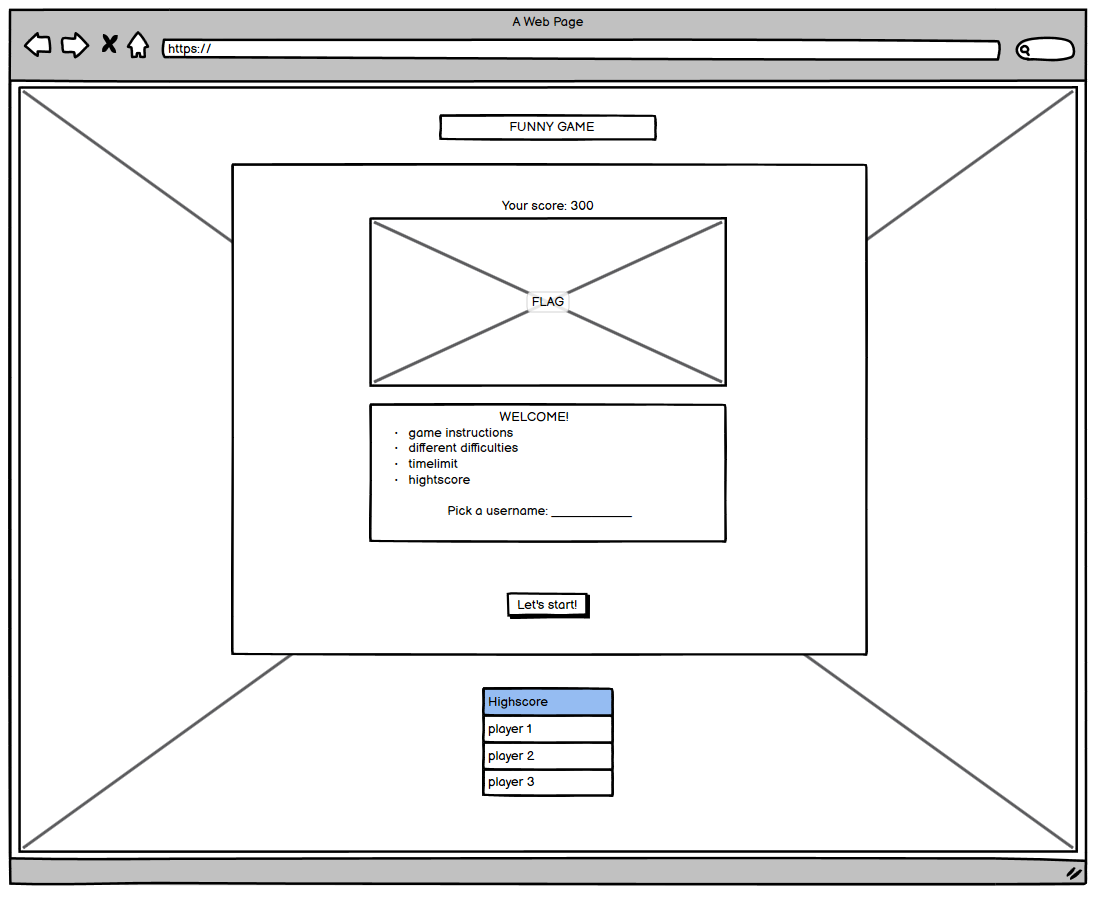 A Web Page
https://
FUNNY GAME
Your score: 300
FLAG
WELCOME!
• game instructions
• different difficulties
• timelimit
• hightscore
Pick a username: ____________
Let's start!
Highscore
player 1
player 2
player 3